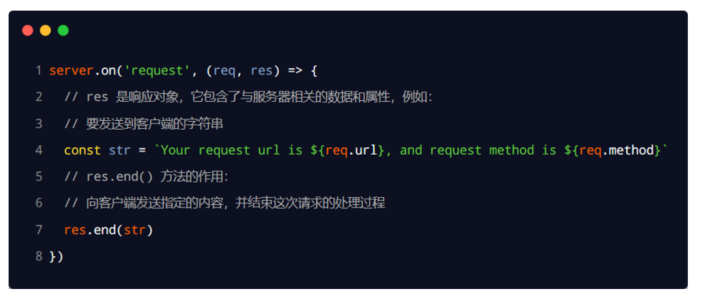 1 server.on('request', (req, res) => {
2 // res 是响应对象，它包含了与服务器相关的数据和属性，例如：
3 // 要发送到客户端的字符串
4 const str = `Your request url is ${req.url}, and request method is ${req.method}`
5 // res.end() 方法的作用：
6 // 向客户端发送指定的内容，并结束这次请求的处理过程
7 res.end(str)
8 })